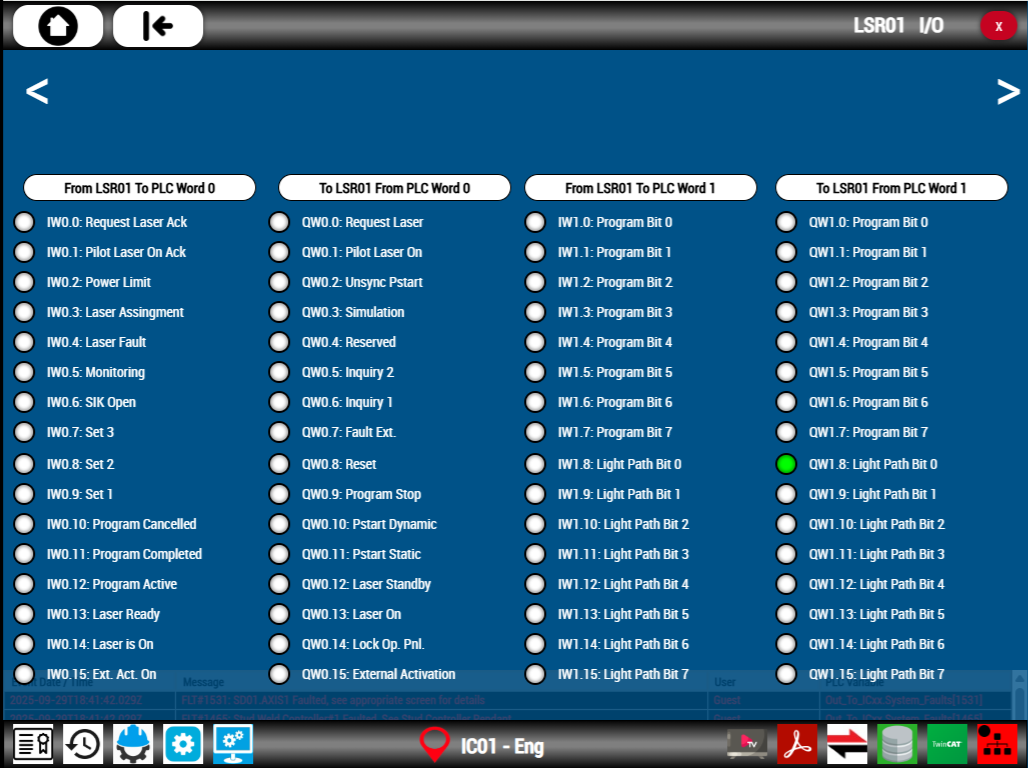 LSR01 I/O
x
<
>
From LSR01 To PLC Word 0
To LSR01 From PLC Word 0
From LSR01 To PLC Word 1
To LSR01 From PLC Word 1
IW0.0: Request Laser Ack
QW0.0: Request Laser
IW1.0: Program Bit 0
QW1.0: Program Bit 0
IW0.1: Pilot Laser On Ack
QW0.1: Pilot Laser On
IW1.1: Program Bit 1
QW1.1: Program Bit 1
IW0.2: Power Limit
QW0.2: Unsync Pstart
IW1.2: Program Bit 2
QW1.2: Program Bit 2
IW0.3: Laser Assingment
QW0.3: Simulation
IW1.3: Program Bit 3
QW1.3: Program Bit 3
IW0.4: Laser Fault
QW0.4: Reserved
IW1.4: Program Bit 4
QW1.4: Program Bit 4
IW0.5: Monitoring
QW0.5: Inquiry 2
IW1.5: Program Bit 5
QW1.5: Program Bit 5
IW0.6: SIK Open
QW0.6: Inquiry 1
IW1.6: Program Bit 6
QW1.6: Program Bit 6
IW0.7: Set 3
QW0.7: Fault Ext.
IW1.7: Program Bit 7
QW1.7: Program Bit 7
IW0.8: Set 2
QW0.8: Reset
IW1.8: Light Path Bit 0
QW1.8: Light Path Bit 0
IW0.9: Set 1
QW0.9: Program Stop
IW1.9: Light Path Bit 1
QW1.9: Light Path Bit 1
IW0.10: Program Cancelled
QW0.10: Pstart Dynamic
IW1.10: Light Path Bit 2
QW1.10: Light Path Bit 2
IW0.11: Program Completed
QW0.11: Pstart Static
IW1.11: Light Path Bit 3
QW1.11: Light Path Bit 3
IW0.12: Program Active
QW0.12: Laser Standby
IW1.12: Light Path Bit 4
QW1.12: Light Path Bit 4
IW0.13: Laser Ready
QW0.13: Laser On
IW1.13: Light Path Bit 5
QW1.13: Light Path Bit 5
IW0.14: Laser is On
QW0.14: Lock Op. Pnl.
IW1.14: Light Path Bit 6
QW1.14: Light Path Bit 6
IW0.15: Ext. Act. On
QW0.15: External Activation
IW1.15: Light Path Bit 7
QW1.15: Light Path Bit 7
Date / Time
Message
User
2025-09-29T18:41:42.029Z
FLT#1531: SD01.AXIS1 Faulted, see appropriate screen for details
Guest
Out_To_ICxx.System_Faults[1531]
IC01 - Eng
TV
TwinCAT